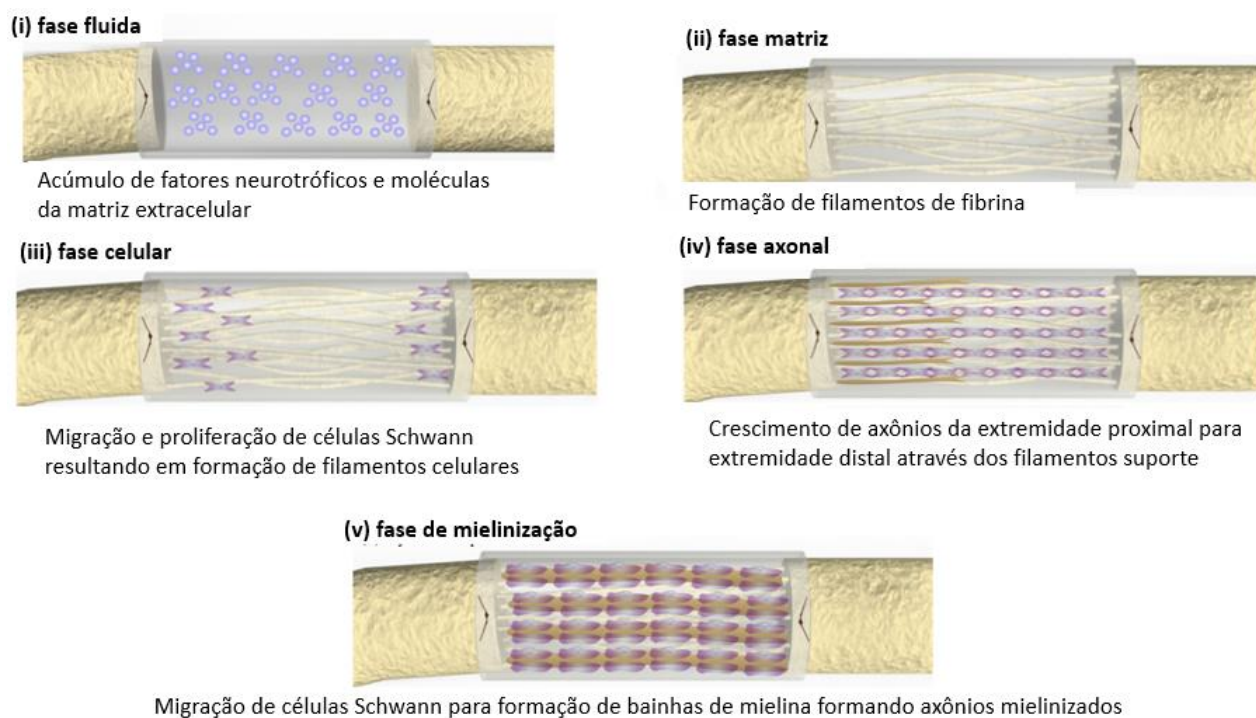 (i) fase fluida
Acúmulo de fatores neurotróficos e moléculas
da matriz extracelular
(ii) fase matriz
Formação de filamentos de fibrina
(iii) fase celular
Migração e proliferação de células Schwann
resultando em formação de filamentos celulares
(iv) fase axonal
Crescimento de axônios da extremidade proximal para
extremidade distal através dos filamentos suporte
(v) fase de mielinização
Migração de células Schwann para formação de bainhas de mielina formando axônios mielinizados